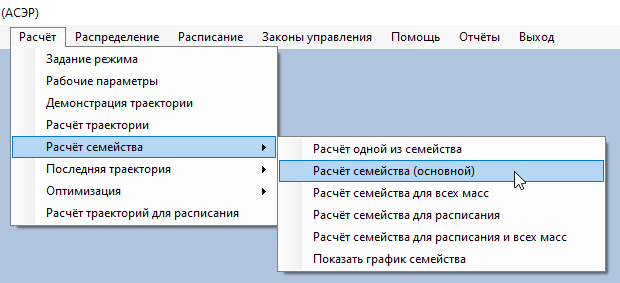 (АСЭР)
Расчёт Распределение Расписание Законы управления Помощь Отчёты Выход
Задание режима
Рабочие параметры
Демонстрация траектории
Расчёт траектории
Расчёт семейства
Последняя траектория
Оптимизация
Расчёт траекторий для расписания
Расчёт одной из семейства
Расчёт семейства (основной)
Расчёт семейства для всех масс
Расчёт семейства для расписания
Расчёт семейства для расписания и всех масс
Показать график семейства